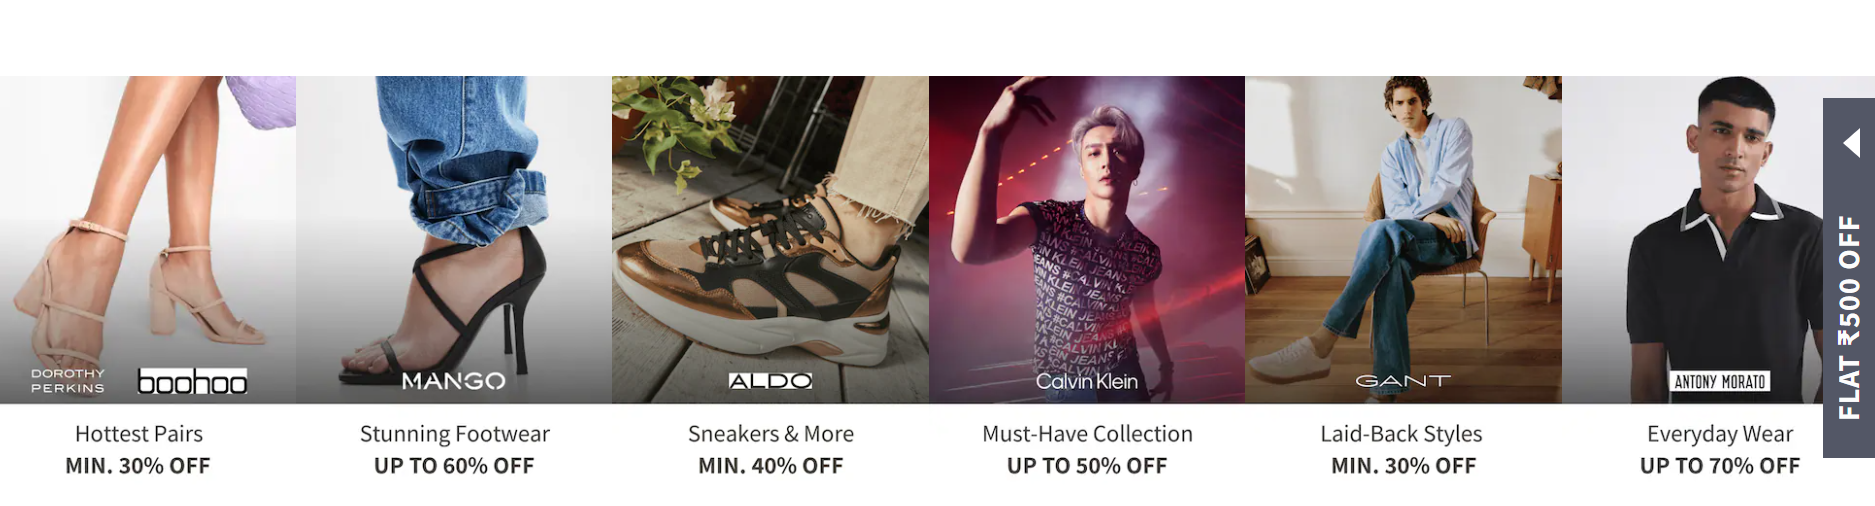 DOROTHY
PERKINS
boohoo
Hottest Pairs
MIN. 30% OFF
MANGO
Stunning Footwear
UP TO 60% OFF
ALDO
Sneakers & More
MIN. 40% OFF
Calvin Klein
Must-Have Collection
UP TO 50% OFF
GANT
Laid-Back Styles
MIN. 30% OFF
ANTONY MORATO
Everyday Wear
UP TO 70% OFF
FLAT ₹500 OFF